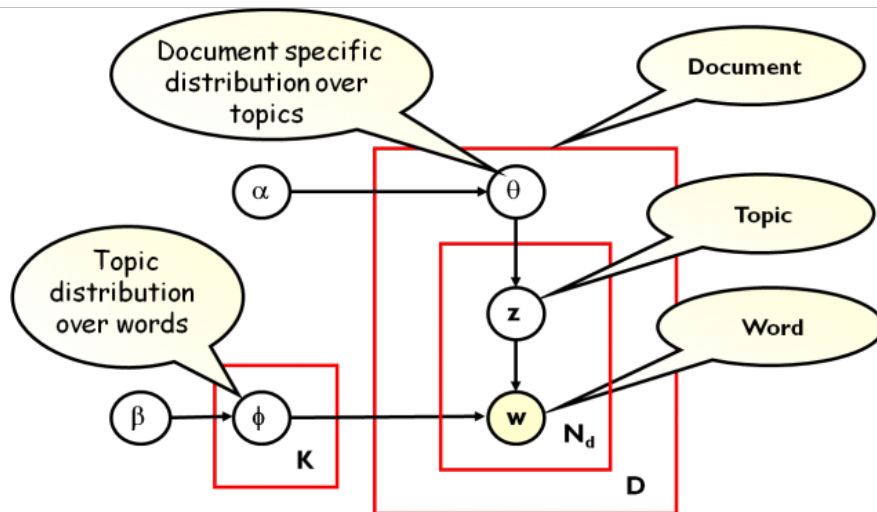 Document specific
distribution over
topics
Document
α
θ
Topic
Topic
distribution
over words
z
Word
β
ϕ
w
N_d
K
D